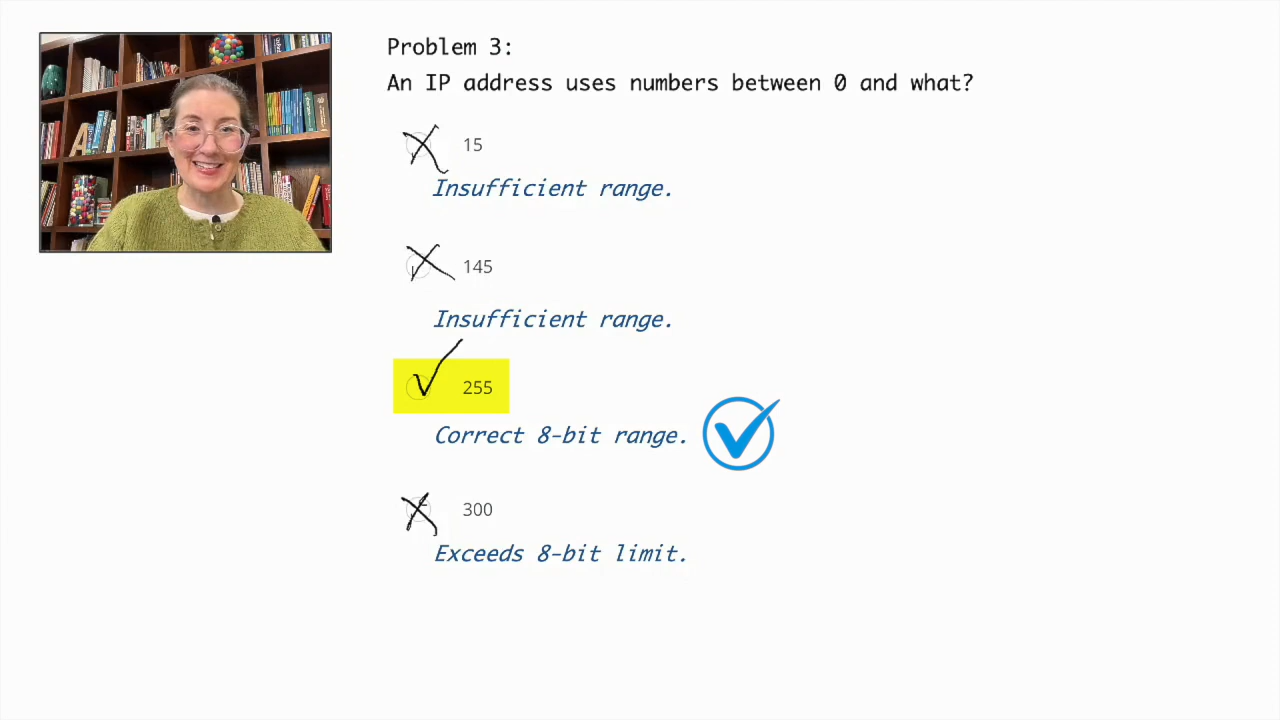 Problem 3:
An IP address uses numbers between 0 and what?
15
Insufficient range.
145
Insufficient range.
255
Correct 8-bit range.
300
Exceeds 8-bit limit.